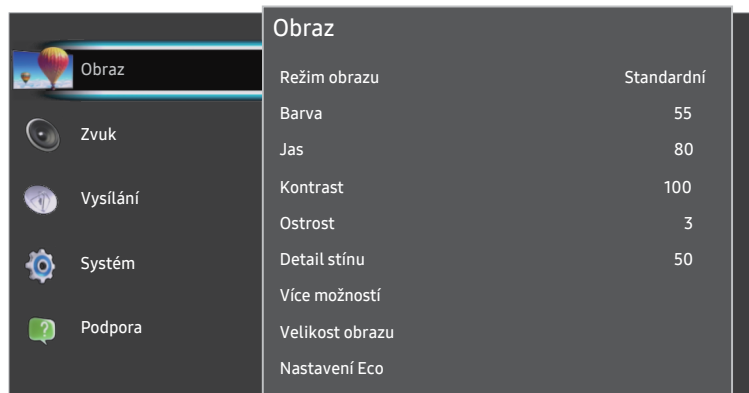 Obraz
Zvuk
Vysílání
Systém
Podpora
Obraz
Režim obrazu Standardní
Barva 55
Jas 80
Kontrast 100
Ostrost 3
Detail stínu 50
Více možností
Velikost obrazu
Nastavení Eco